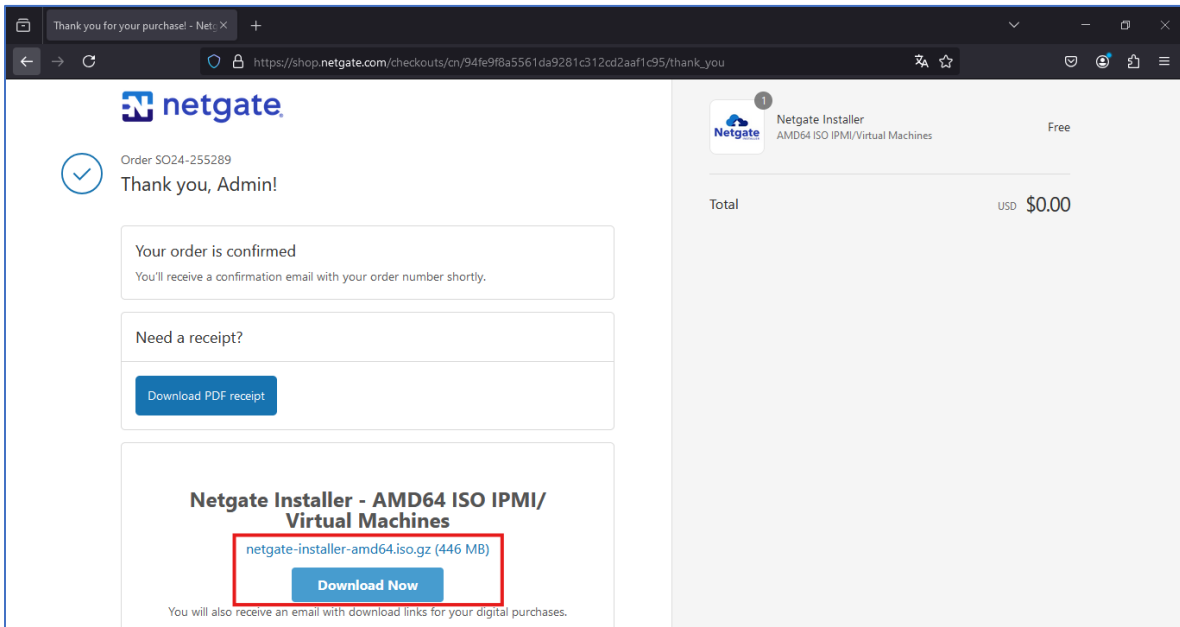 Thank you for your purchase! - Netg
https://shop.netgate.com/checkouts/cn/94fe9f8a5561da9281c312cd2aaf1c95/thank_you
netgate
Order SO24-255289
Thank you, Admin!
Your order is confirmed
You'll receive a confirmation email with your order number shortly.
Need a receipt?
Download PDF receipt
Netgate Installer - AMD64 ISO IPMI/
Virtual Machines
netgate-installer-amd64.iso.gz (446 MB)
Download Now
You will also receive an email with download links for your digital purchases.
1
Netgate
Netgate Installer
AMD64 ISO IPMI/Virtual Machines
Free
Total
USD $0.00